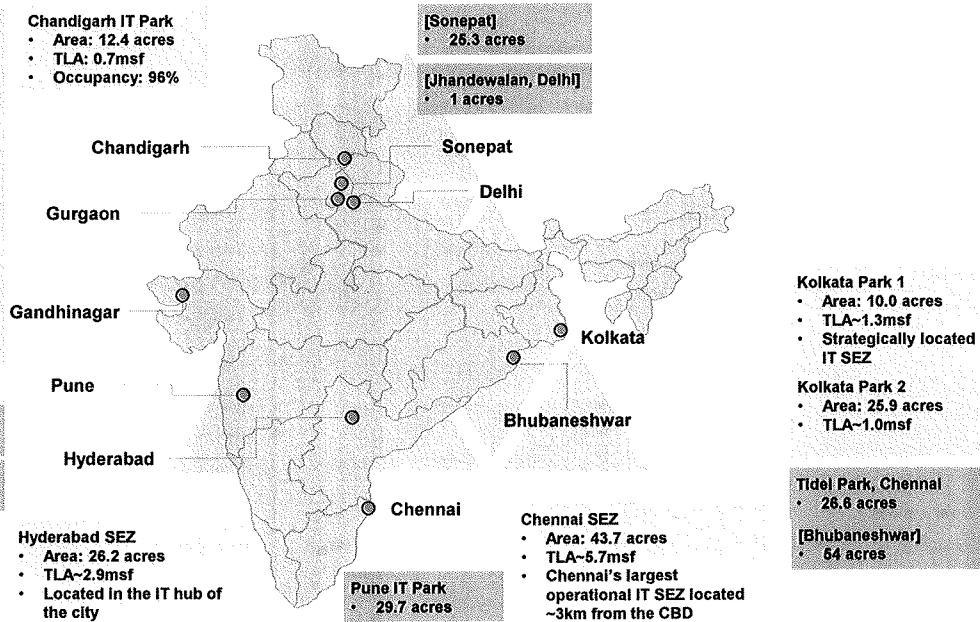 Chandigarh IT Park
• Area: 12.4 acres
• TLA: 0.7msf
• Occupancy: 96%
[Sonepat]
• 25.3 acres
[Jhandewalan, Delhi]
• 1 acres
Chandigarh
Sonepat
Gurgaon
Delhi
Gandhinagar
Kolkata
Pune
Bhubaneshwar
Hyderabad
Chennai
Kolkata Park 1
• Area: 10.0 acres
• TLA~1.3msf
• Strategically located
IT SEZ
Kolkata Park 2
• Area: 25.9 acres
• TLA~1.0msf
Tidel Park, Chennai
• 26.6 acres
[Bhubaneshwar]
• 54 acres
Hyderabad SEZ
• Area: 26.2 acres
• TLA~2.9msf
• Located in the IT hub of
the city
Pune IT Park
• 29.7 acres
Chennai SEZ
• Area: 43.7 acres
• TLA~5.7msf
• Chennai's largest
operational IT SEZ located
~3km from the CBD